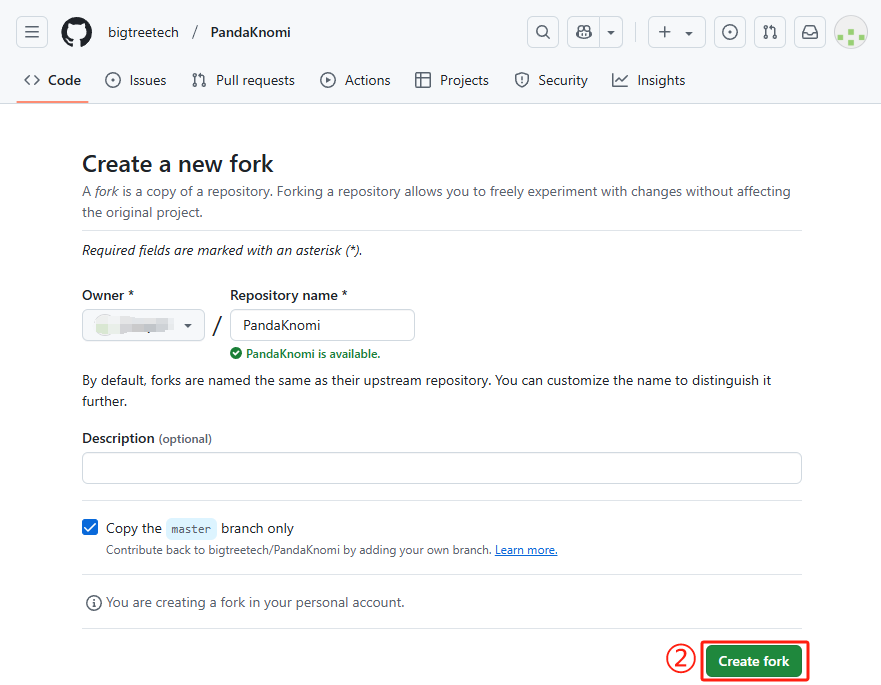 bigtreetech / PandaKnomi
Code Issues Pull requests Actions Projects Security Insights
Create a new fork
A fork is a copy of a repository. Forking a repository allows you to freely experiment with changes without affecting
the original project.
Required fields are marked with an asterisk (*).
Owner * Repository name *
/ PandaKnomi
PandaKnomi is available.
By default, forks are named the same as their upstream repository. You can customize the name to distinguish it
further.
Description (optional)
Copy the master branch only
Contribute back to bigtreetech/PandaKnomi by adding your own branch. Learn more.
You are creating a fork in your personal account.
② Create fork